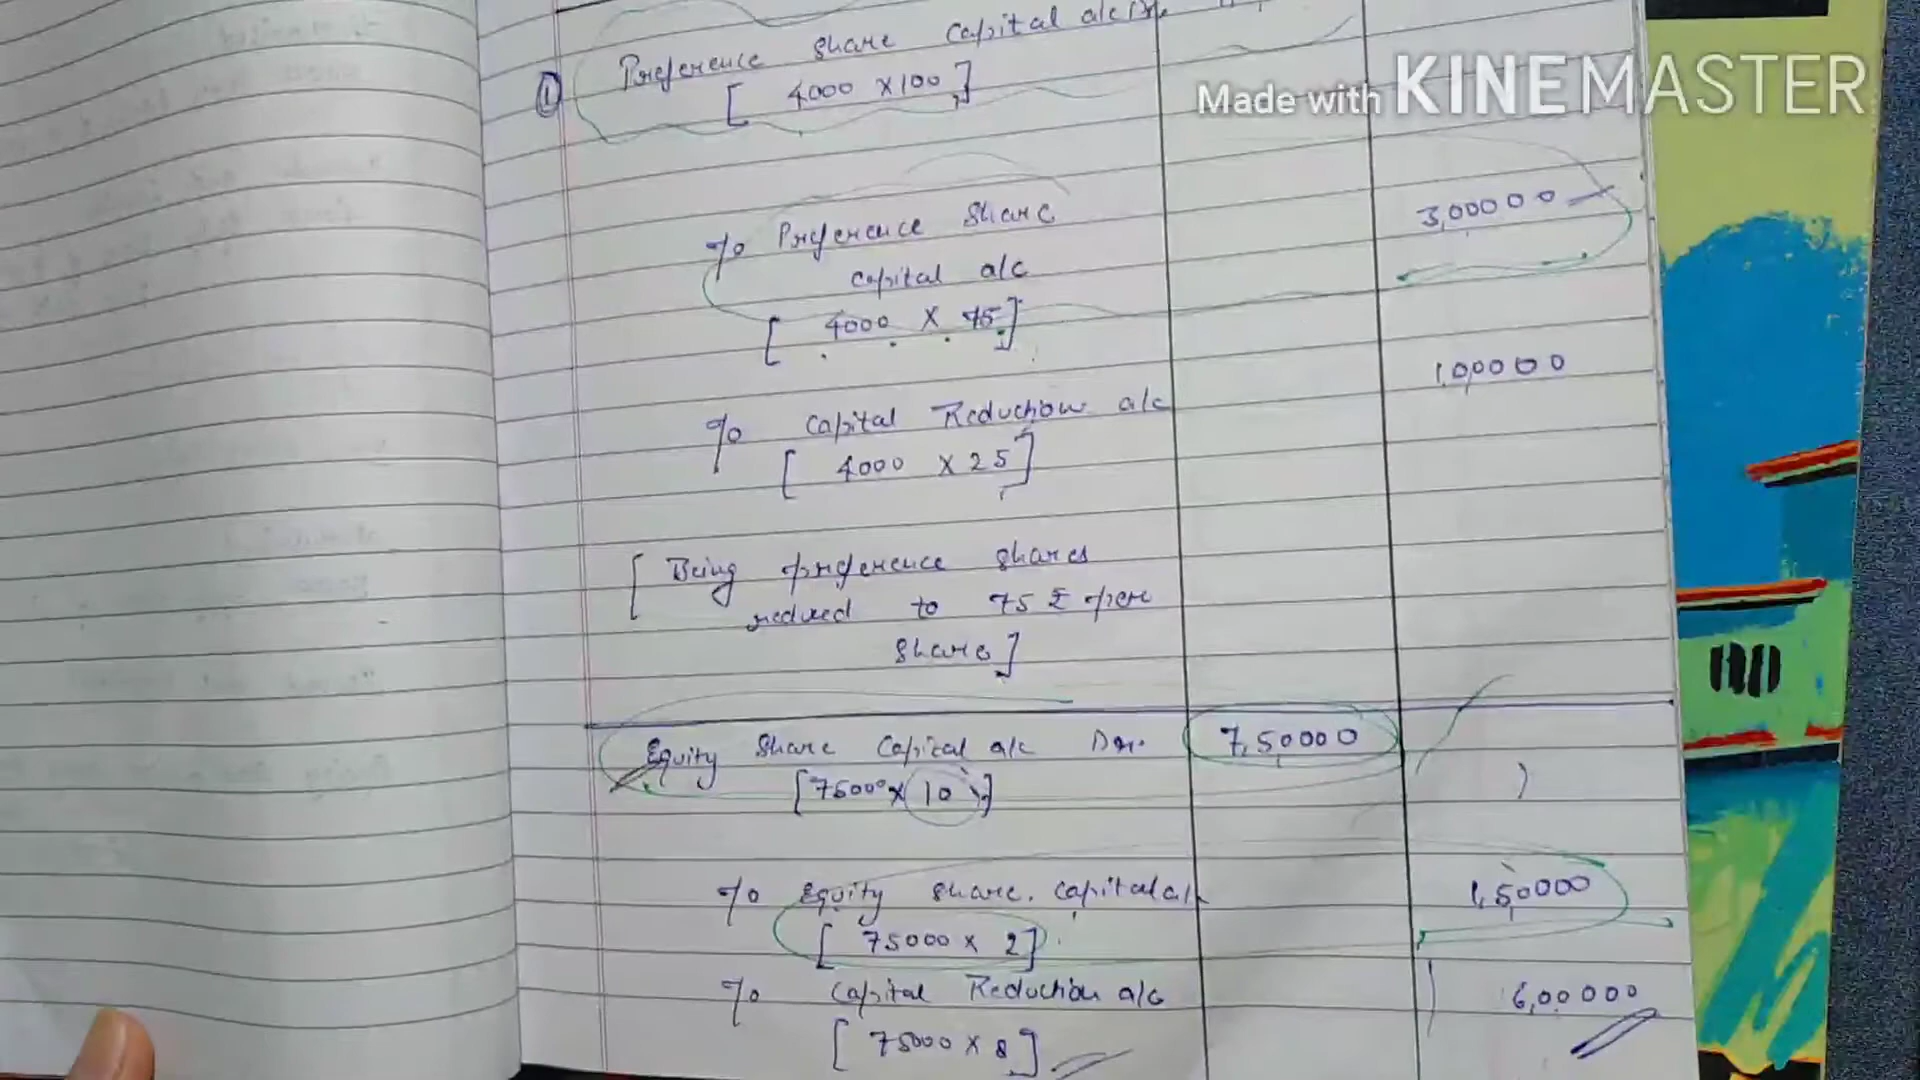 Preference share capital a/c Dr.
①
[ 4000 x 100 ]
Made with KINEMASTER
To Preference Share
3,00000
capital a/c
[ 4000 x 75 ]
1,00000
To Capital Reduction a/c
[ 4000 x 25 ]
[ Being preference shares
reduced to 75 ₹ per
share ]
Equity Share Capital a/c Dr. 7,50000
[ 75000 x 10 ]
To Equity share capital a/c 1,50000
[ 75000 x 2 ]
To Capital Reduction a/c 6,00000
[ 75000 x 8 ]